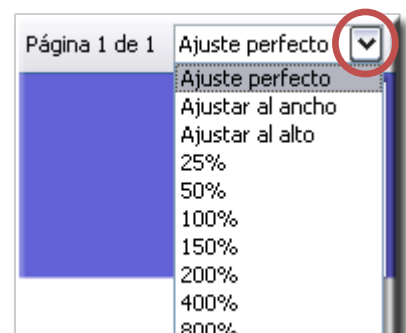 Página 1 de 1 Ajuste perfecto
Ajuste perfecto
Ajustar al ancho
Ajustar al alto
25%
50%
100%
150%
200%
400%
800%